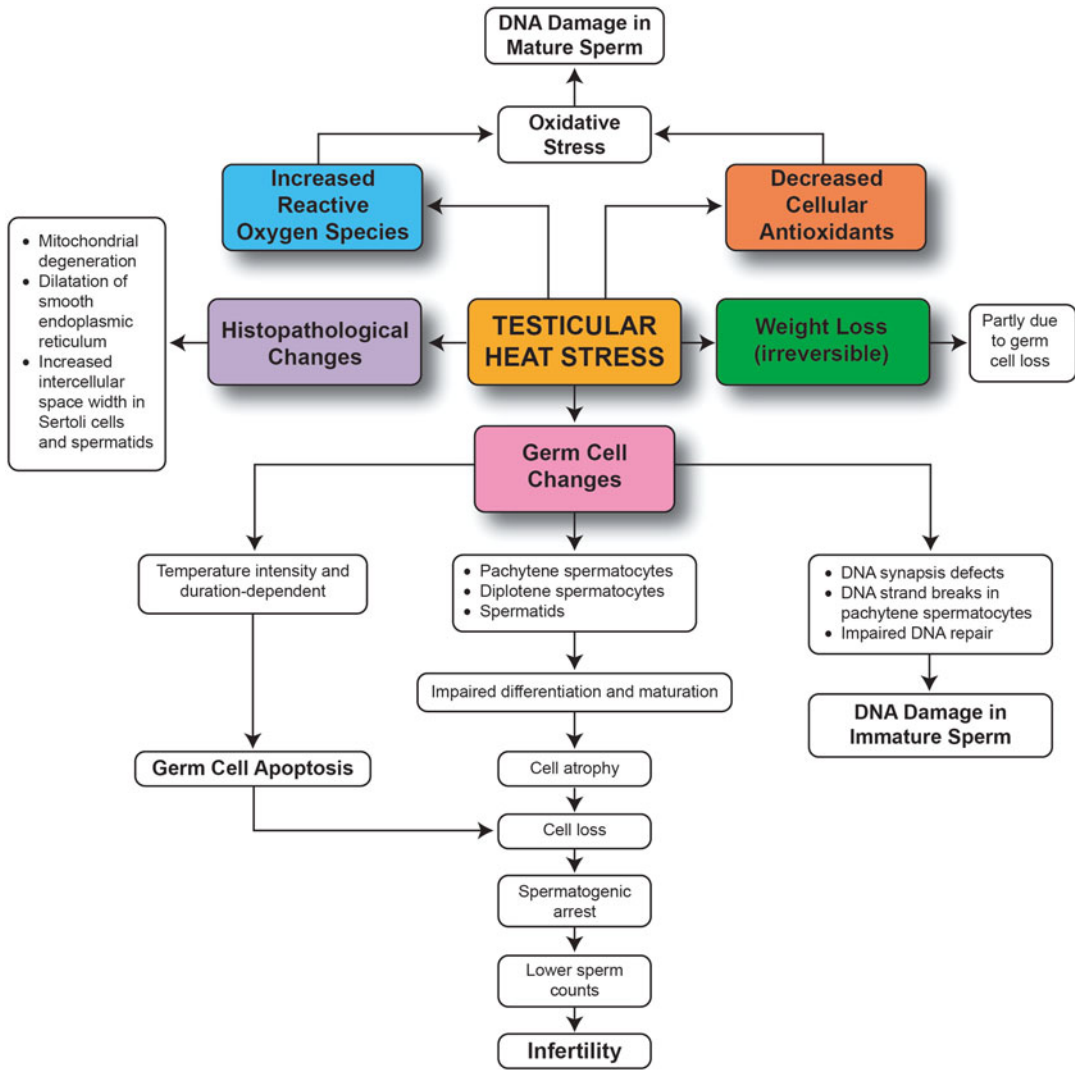 DNA Damage in
Mature Sperm
Oxidative
Stress
Increased
Reactive
Oxygen Species
Decreased
Cellular
Antioxidants
• Mitochondrial
degeneration
• Dilatation of
smooth
endoplasmic
reticulum
• Increased
intercellular
space width in
Sertoli cells
and spermatids
Histopathological
Changes
TESTICULAR
HEAT STRESS
Weight Loss
(irreversible)
Partly due
to germ
cell loss
Germ Cell
Changes
Temperature intensity and
duration-dependent
• Pachytene spermatocytes
• Diplotene spermatocytes
• Spermatids
• DNA synapsis defects
• DNA strand breaks in
pachytene spermatocytes
• Impaired DNA repair
Impaired differentiation and maturation
DNA Damage in
Immature Sperm
Germ Cell Apoptosis
Cell atrophy
Cell loss
Spermatogenic
arrest
Lower sperm
counts
Infertility